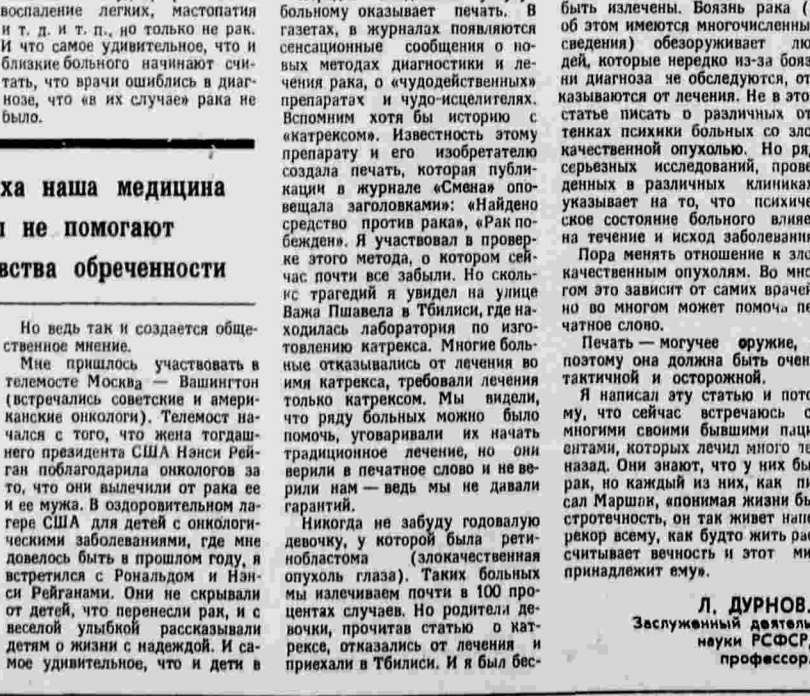 воспаление легких, мастопатия
и т. д. и т. п., но только не рак.
И что самое удивительное, что и
близкие больного начинают счи-
тать, что врачи ошиблись в диаг-
нозе, что «в их случае» рака не
было.
ха наша медицина
не помогают
вства обреченности
Но ведь так и создается обще-
ственное мнение.
Мне пришлось участвовать в
телемосте Москва — Вашингтон
(встречались советские и амери-
канские онкологи). Телемост на-
чался с того, что жена тогдаш-
него президента США Нэнси Рей-
ган поблагодарила онкологов за
то, что они вылечили от рака ее
и ее мужа. В оздоровительном ла-
гере США для детей с онкологи-
ческими заболеваниями, где мне
довелось быть в прошлом году, я
встретился с Рональдом и Нэн-
си Рейганами. Они не скрывали
от детей, что перенесли рак, и с
веселой улыбкой рассказывали
детям о жизни с надеждой. И са-
мое удивительное, что и дети в
больному оказывает печать. В
газетах, в журналах появляются
сенсационные сообщения о но-
вых методах диагностики и ле-
чения рака, о «чудодейственных»
препаратах и чудо-исцелителях.
Вспомним хотя бы историю с
«катрексом». Известность этому
препарату и его изобретателю
создала печать, которая публи-
кации в журнале «Смена» опо-
вещала заголовками»: «Найдено
средство против рака», «Рак по-
бежден». Я участвовал в провер-
ке этого метода, о котором сей-
час почти все забыли. Но сколь-
кс трагедий я увидел на улице
Важа Пшавела в Тбилиси, где на-
ходилась лаборатория по изго-
товлению катрекса. Многие боль-
ные отказывались от лечения во
имя катрекса, требовали лечения
только катрексом. Мы видели,
что ряду больных можно было
помочь, уговаривали их начать
традиционное лечение, но они
верили в печатное слово и не ве-
рили нам — ведь мы не давали
гарантий.
Никогда не забуду годовалую
девочку, у которой была рети-
нобластома (злокачественная
опухоль глаза). Таких больных
мы излечиваем почти в 100 про-
центах случаев. Но родители де-
вочки, прочитав статью о кат-
рексе, отказались от лечения и
приехали в Тбилиси. И я был бес-
быть излечены. Боязнь рака (
об этом имеются многочисленны
сведения) обезоруживает лю
дей, которые нередко из-за бояз
ни диагноза не обследуются, от
казываются от лечения. Не в это
статье писать о различных от
тенках психики больных со зло
качественной опухолью. Но ря
серьезных исследований, прове
денных в различных клиника
указывает на то, что психиче
ское состояние больного влияе
на течение и исход заболевания
Пора менять отношение к зло
качественным опухолям. Во мно
гом это зависит от самих врачей
но во многом может помочь пе
чатное слово.
Печать — могучее оружие,
поэтому она должна быть очен
тактичной и осторожной.
Я написал эту статью и пото
му, что сейчас встречаюсь с
многими своими бывшими паци
ентами, которых лечил много ле
назад. Они знают, что у них бы
рак, но каждый из них, как пи
сал Маршак, «понимая жизни бы
стротечность, он так живет напе
рекор всему, как будто жить рас
считывает вечность и этот ми
принадлежит ему».
Л. ДУРНОВ.
Заслуженный деятель
науки РСФСР,
профессор.